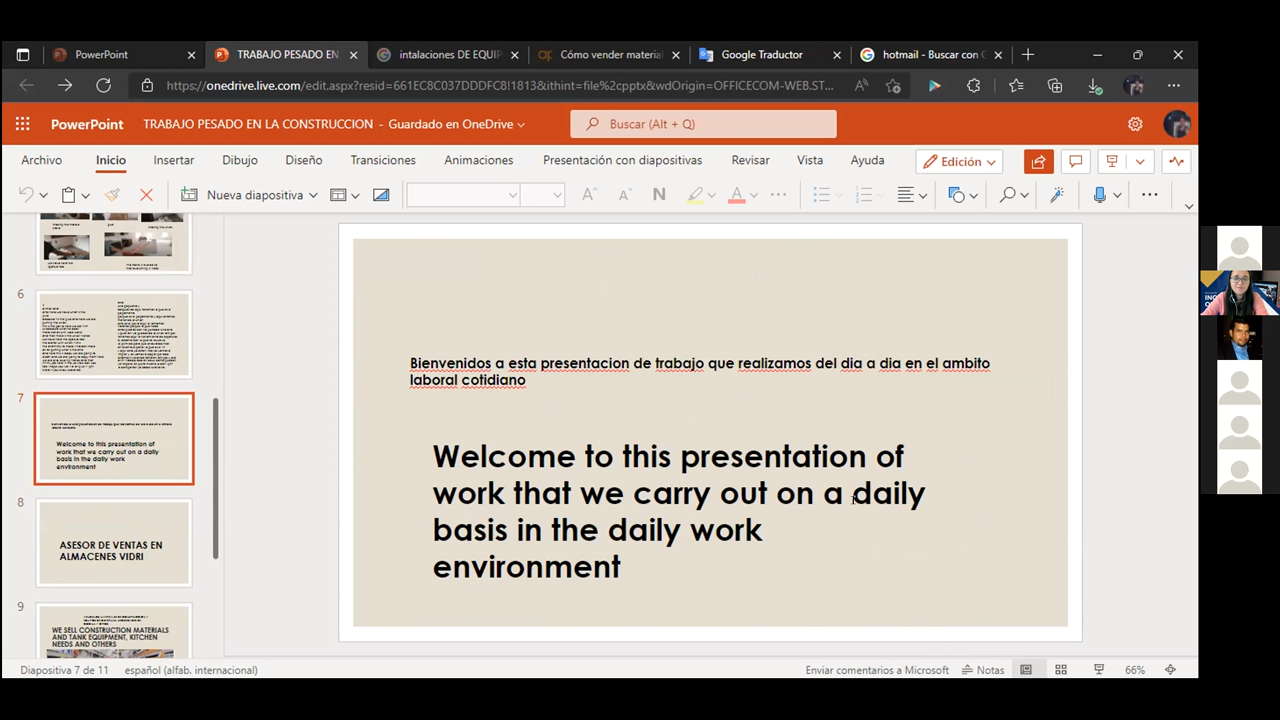 PowerPoint
TRABAJO PESADO EN
intalaciones DE EQUIP
Cómo vender materia
Google Traductor
hotmail - Buscar con G
https://onedrive.live.com/edit.aspx?resid=661EC8C037DDDFC8!1813&ithint=file%2cpptx&wdOrigin=OFFICECOM-WEB.ST...
PowerPoint
TRABAJO PESADO EN LA CONSTRUCCION - Guardado en OneDrive
Buscar (Alt + Q)
Archivo
Inicio
Insertar
Dibujo
Diseño
Transiciones
Animaciones
Presentación con diapositivas
Revisar
Vista
Ayuda
Edición
Nueva diapositiva
6
7
Welcome to this presentation of
work that we carry out on a daily
basis in the daily work
environment
8
ASESOR DE VENTAS EN
ALMACENES VIDRI
9
WE SELL CONSTRUCTION MATERIALS
AND TANK EQUIPMENT, KITCHEN
NEEDS AND OTHERS
Bienvenidos a esta presentacion de trabajo que realizamos del dia a dia en el ambito
laboral cotidiano
Welcome to this presentation of
work that we carry out on a daily
basis in the daily work
environment
Diapositiva 7 de 11
español (alfab. internacional)
Enviar comentarios a Microsoft
Notas
66%